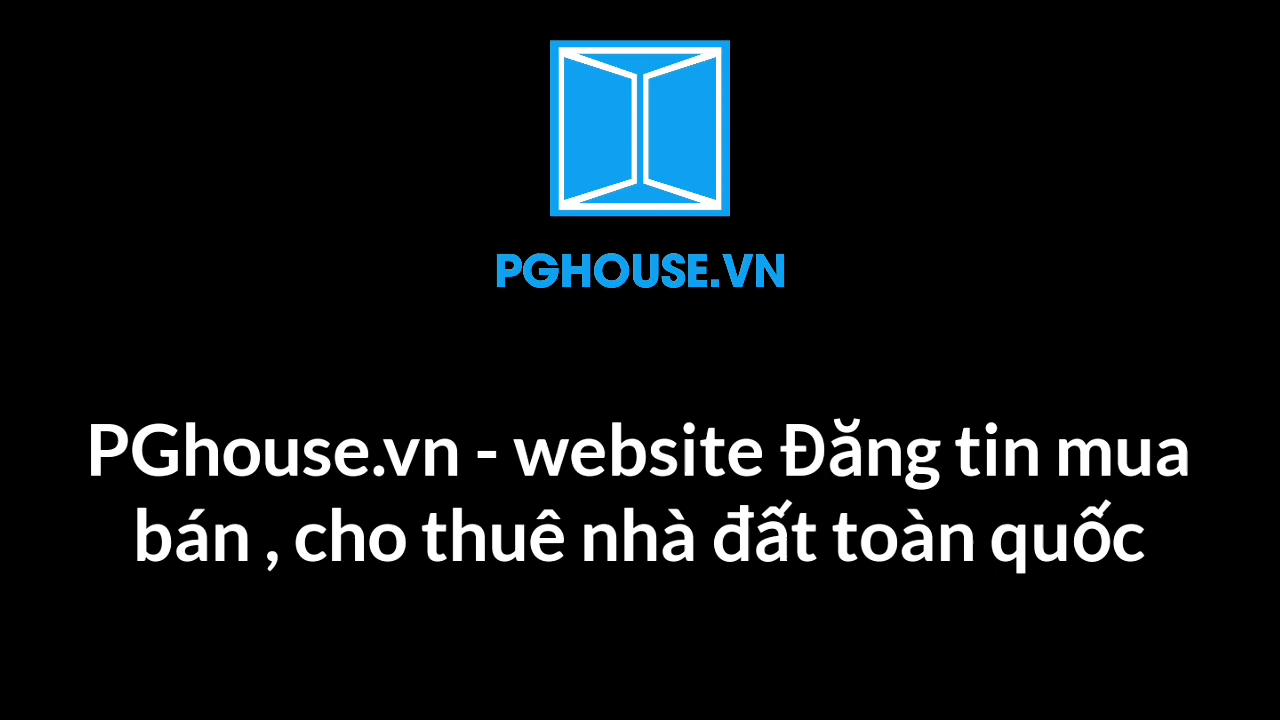 PGHOUSE.VN
PGhouse.vn - website Đăng tin mua
bán , cho thuê nhà đất toàn quốc